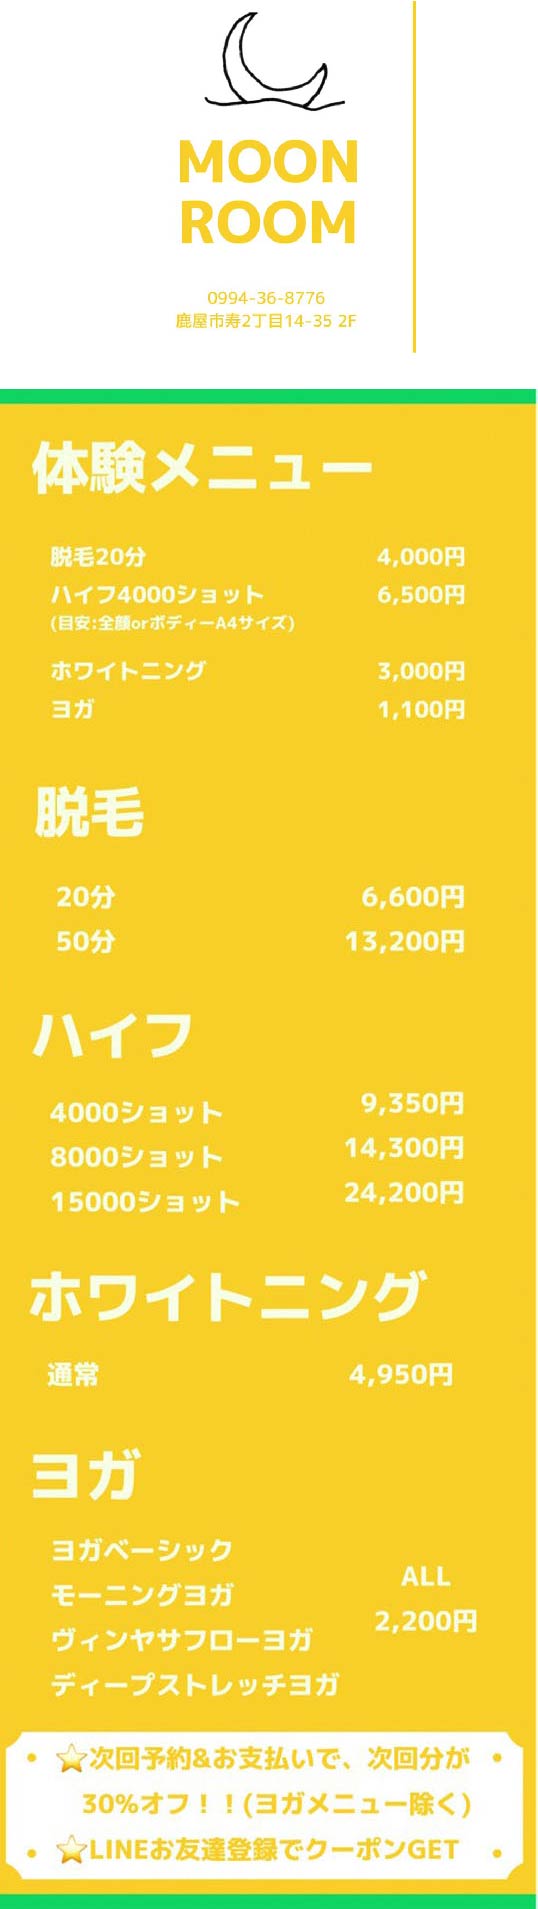 MOON
ROOM
0994-36-8776
鹿屋市寿2丁目14-35 2F
体験メニュー
脱毛20分 4,000円
ハイフ4000ショット 6,500円
(目安:全顔orボディーA4サイズ)
ホワイトニング 3,000円
ヨガ 1,100円
脱毛
20分 6,600円
50分 13,200円
ハイフ
4000ショット 9,350円
8000ショット 14,300円
15000ショット 24,200円
ホワイトニング
通常 4,950円
ヨガ
ヨガベーシック
モーニングヨガ
ヴィンヤサフローヨガ
ディープストレッチヨガ
ALL
2,200円
⭐次回予約&お支払いで、次回分が
30%オフ！！(ヨガメニュー除く)
⭐LINEお友達登録でクーポンGET